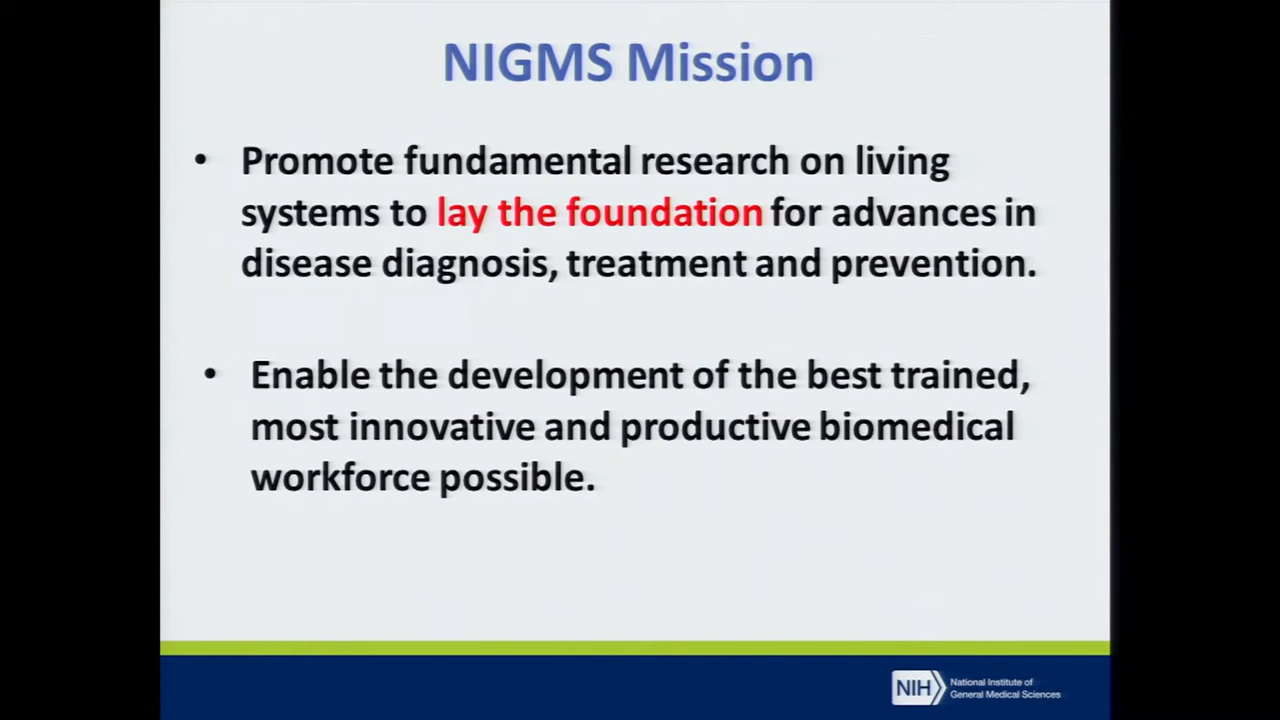 NIGMS Mission
• Promote fundamental research on living
systems to lay the foundation for advances in
disease diagnosis, treatment and prevention.
• Enable the development of the best trained,
most innovative and productive biomedical
workforce possible.
NIH
National Institute of
General Medical Sciences